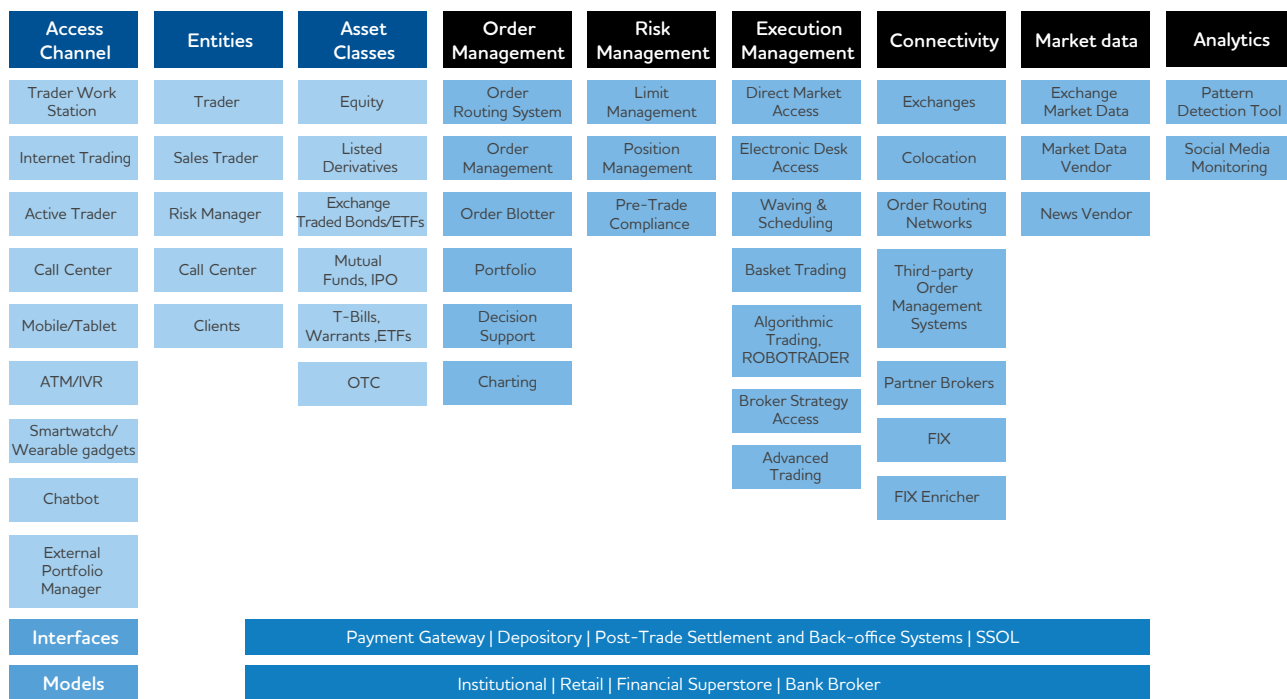 Access
Channel
Entities
Asset
Classes
Order
Management
Risk
Management
Execution
Management
Connectivity
Market data
Analytics
Trader Work
Station
Internet Trading
Active Trader
Call Center
Mobile/Tablet
ATM/IVR
Smartwatch/
Wearable gadgets
Chatbot
External
Portfolio
Manager
Trader
Sales Trader
Risk Manager
Call Center
Clients
Equity
Listed
Derivatives
Exchange
Traded Bonds/ETFs
Mutual
Funds, IPO
T-Bills,
Warrants ,ETFs
OTC
Order
Routing System
Order
Management
Order Blotter
Portfolio
Decision
Support
Charting
Limit
Management
Position
Management
Pre-Trade
Compliance
Direct Market
Access
Electronic Desk
Access
Waving &
Scheduling
Basket Trading
Algorithmic
Trading,
ROBOTRADER
Broker Strategy
Access
Advanced
Trading
Exchanges
Colocation
Order Routing
Networks
Third-party
Order
Management
Systems
Partner Brokers
FIX
FIX Enricher
Exchange
Market Data
Market Data
Vendor
News Vendor
Pattern
Detection Tool
Social Media
Monitoring
Interfaces
Payment Gateway | Depository | Post-Trade Settlement and Back-office Systems | SSOL
Models
Institutional | Retail | Financial Superstore | Bank Broker